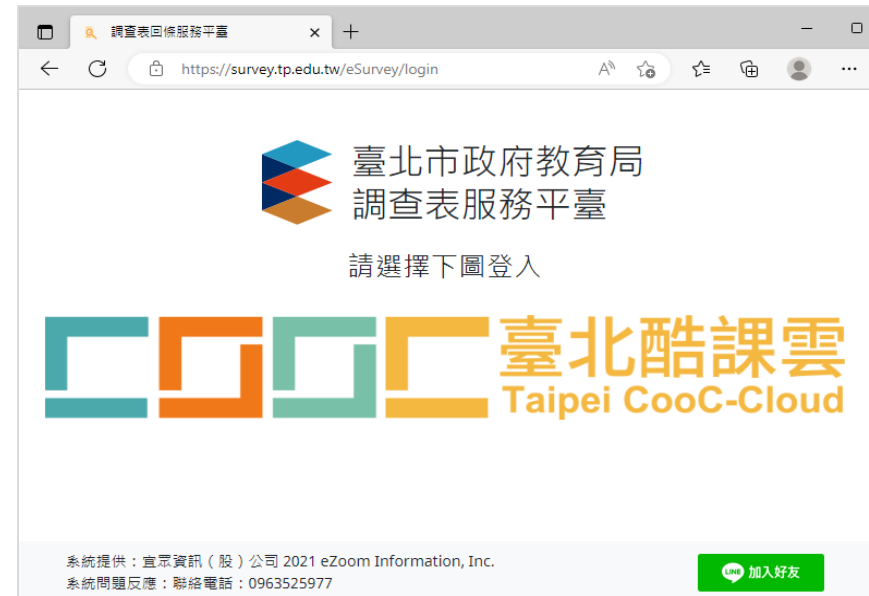 調查表回條服務平臺
https://survey.tp.edu.tw/eSurvey/login
臺北市政府教育局
調查表服務平臺
請選擇下圖登入
COOC 臺北酷課雲
Taipei CooC-Cloud
系統提供：宜眾資訊（股）公司 2021 eZoom Information, Inc.
系統問題反應：聯絡電話：0963525977
LINE 加入好友